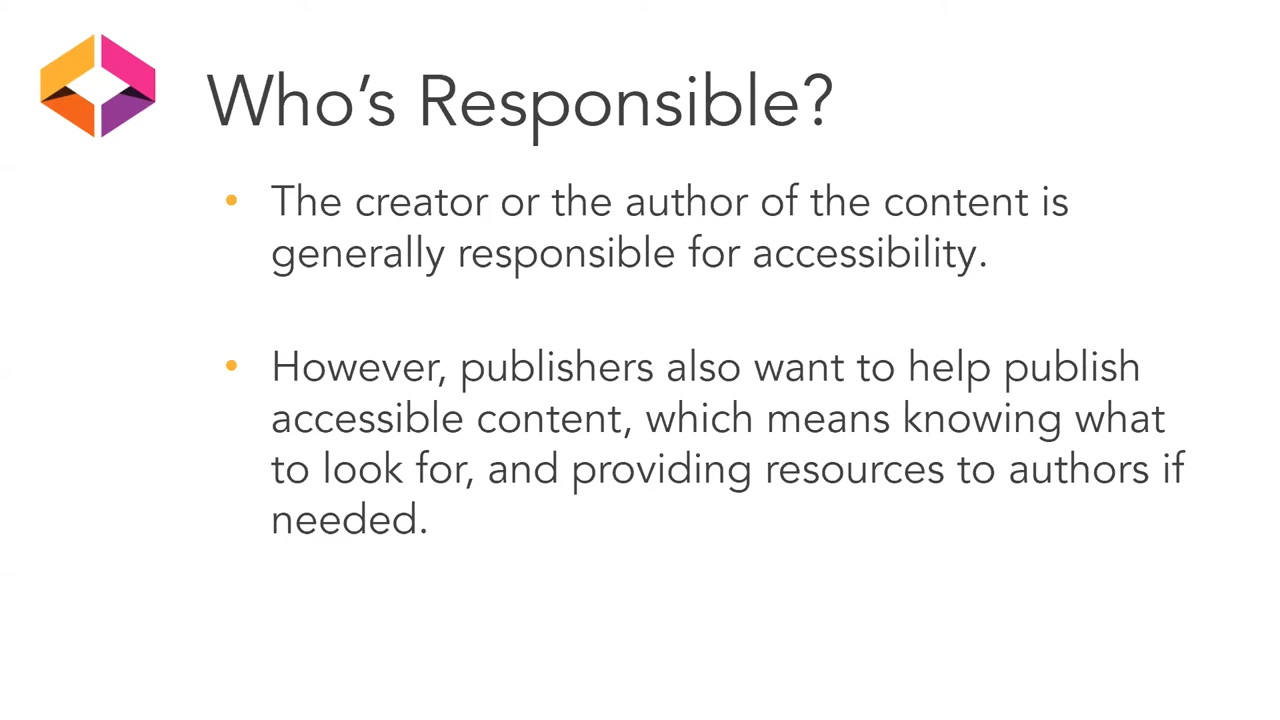 Who’s Responsible?
• The creator or the author of the content is
generally responsible for accessibility.
• However, publishers also want to help publish
accessible content, which means knowing what
to look for, and providing resources to authors if
needed.